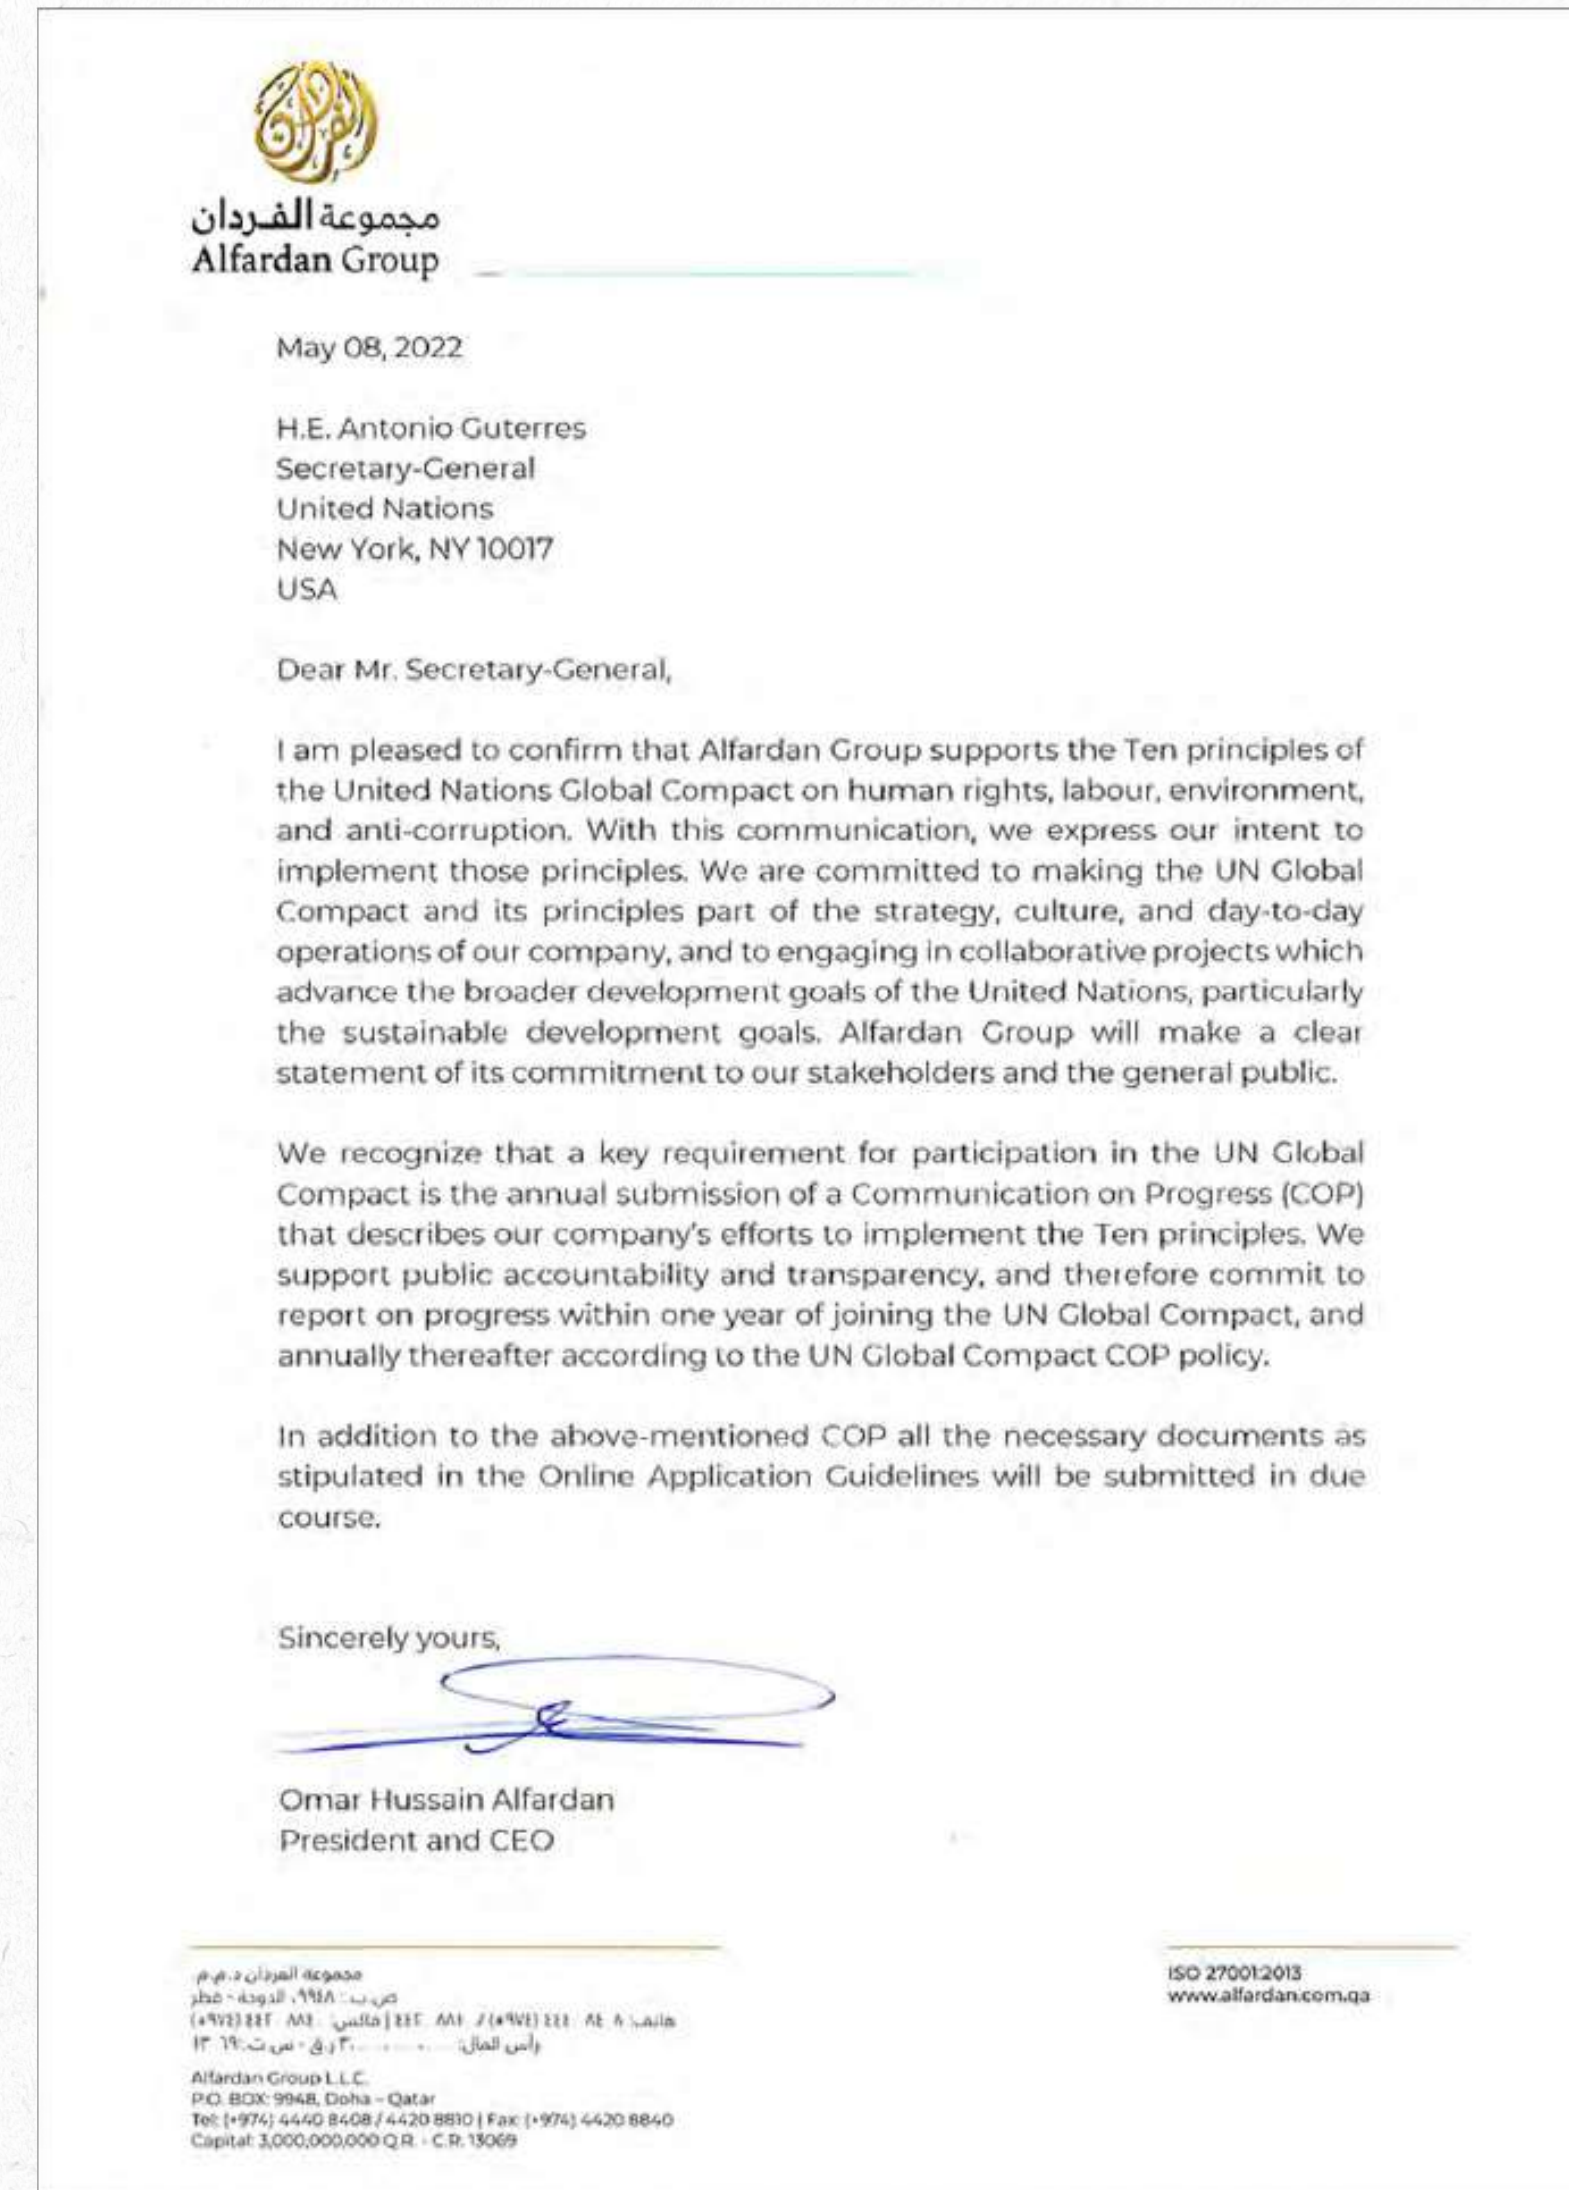 الفردان
مجموعة الفردان
Alfardan Group
May 08, 2022
H.E. Antonio Guterres
Secretary-General
United Nations
New York, NY 10017
USA
Dear Mr. Secretary-General,
I am pleased to confirm that Alfardan Group supports the Ten principles of
the United Nations Global Compact on human rights, labour, environment,
and anti-corruption. With this communication, we express our intent to
implement those principles. We are committed to making the UN Global
Compact and its principles part of the strategy, culture, and day-to-day
operations of our company, and to engaging in collaborative projects which
advance the broader development goals of the United Nations, particularly
the sustainable development goals. Alfardan Group will make a clear
statement of its commitment to our stakeholders and the general public.
We recognize that a key requirement for participation in the UN Global
Compact is the annual submission of a Communication on Progress (COP)
that describes our company's efforts to implement the Ten principles. We
support public accountability and transparency, and therefore commit to
report on progress within one year of joining the UN Global Compact, and
annually thereafter according to the UN Global Compact COP policy.
In addition to the above-mentioned COP all the necessary documents as
stipulated in the Online Application Guidelines will be submitted in due
course.
Sincerely yours,
Omar Hussain Alfardan
President and CEO
مجموعة الفردان ذ.م.م
ص.ب: ٩٩٤٨، الدوحة - قطر
هاتف: فاكس:
رأس المال: ر.ق - س.ت:
Alfardan Group L.L.C.
P.O. BOX: 9948, Doha – Qatar
Tel: (+974) 4440 8408 / 4420 8810 | Fax: (+974) 4420 8840
Capital: 3,000,000,000 Q.R. - C.R. 13069
ISO 27001:2013
www.alfardan.com.qa